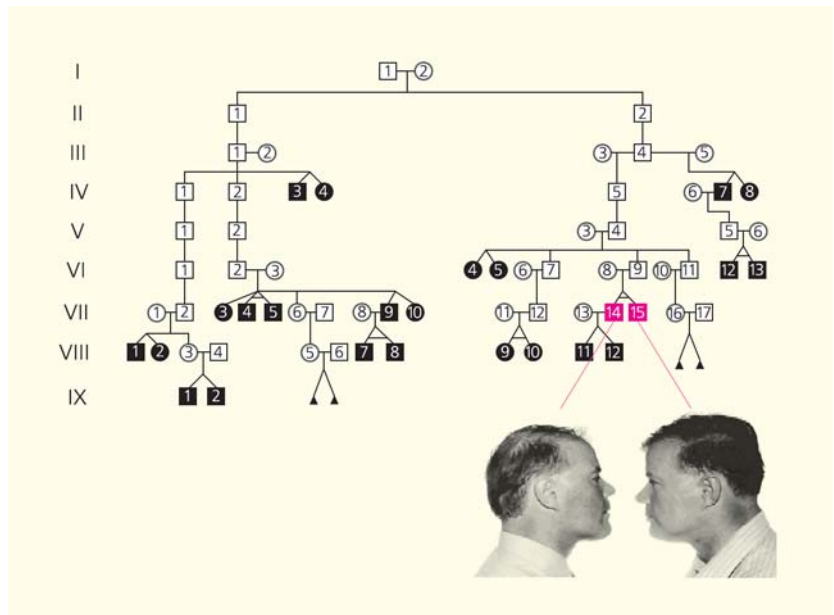 I 1 2
II 1 2
III 1 2 3 4 5
IV 1 2 3 4 5 6 7 8
V 1 2 3 4 5 6
VI 1 2 3 4 5 6 7 8 9 10 11 12 13
VII 1 2 3 4 5 6 7 8 9 10 11 12 13 14 15 16 17
VIII 1 2 3 4 5 6 7 8 9 10 11 12
IX 1 2